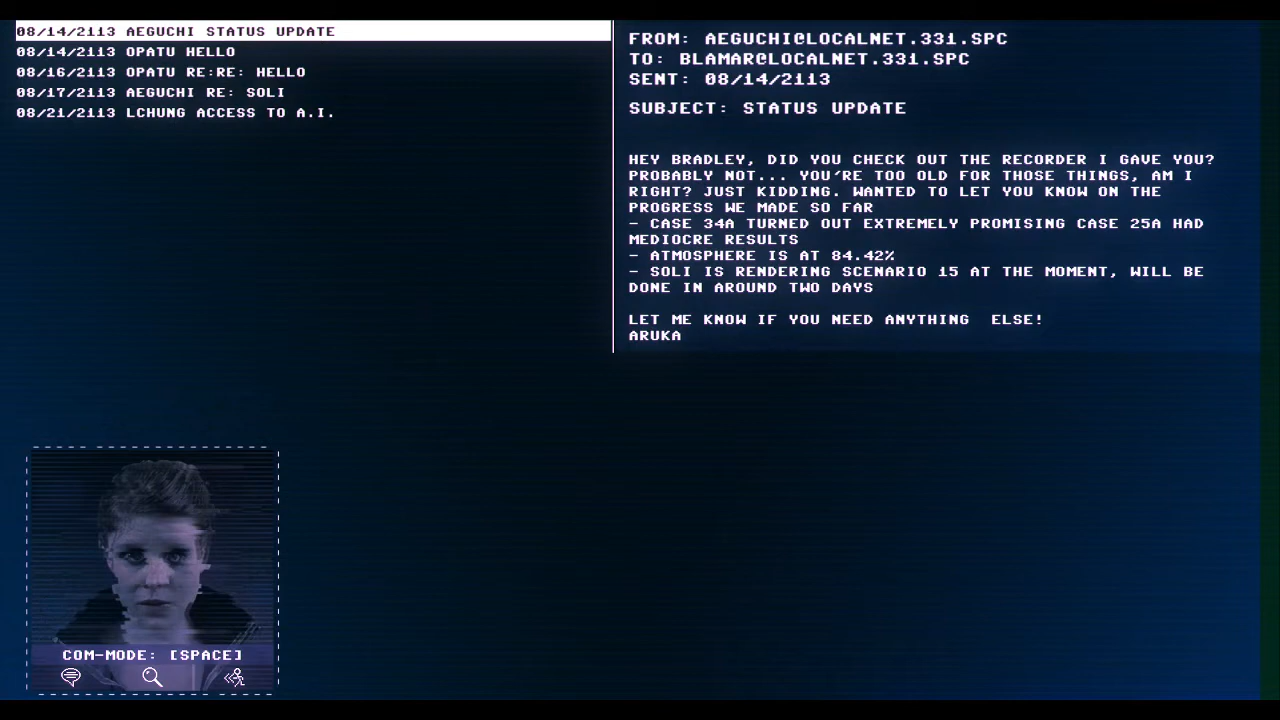 08/14/2113 AEGUCHI STATUS UPDATE
08/14/2113 OPATU HELLO
08/16/2113 OPATU RE:RE: HELLO
08/17/2113 AEGUCHI RE: SOLI
08/21/2113 LCHUNG ACCESS TO A.I.
FROM: AEGUCHI@LOCALNET.331.SPC
TO: BLAMAR@LOCALNET.331.SPC
SENT: 08/14/2113
SUBJECT: STATUS UPDATE
HEY BRADLEY, DID YOU CHECK OUT THE RECORDER I GAVE YOU?
PROBABLY NOT... YOU'RE TOO OLD FOR THOSE THINGS, AM I
RIGHT? JUST KIDDING. WANTED TO LET YOU KNOW ON THE
PROGRESS WE MADE SO FAR
- CASE 34A TURNED OUT EXTREMELY PROMISING CASE 25A HAD
MEDIOCRE RESULTS
- ATMOSPHERE IS AT 84.42%
- SOLI IS RENDERING SCENARIO 15 AT THE MOMENT, WILL BE
DONE IN AROUND TWO DAYS
LET ME KNOW IF YOU NEED ANYTHING  ELSE!
ARUKA
COM-MODE: [SPACE]